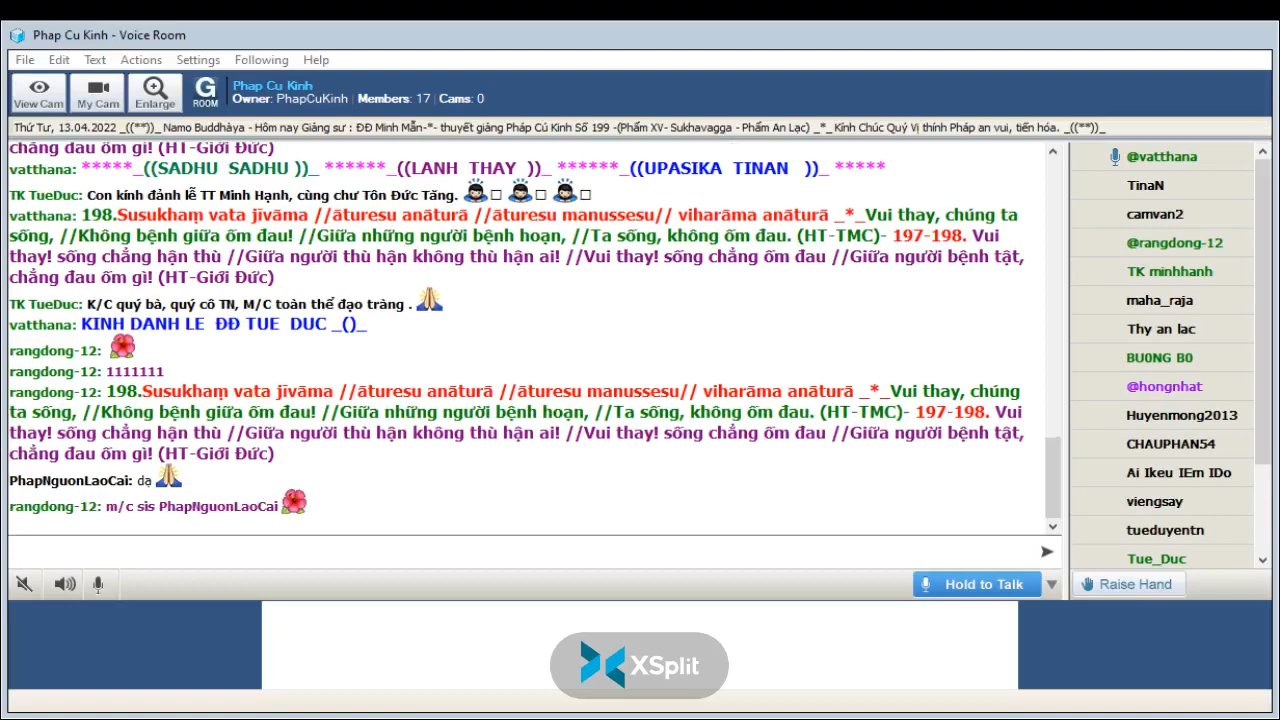 Phap Cu Kinh - Voice Room
File Edit Text Actions Settings Following Help
View Cam My Cam Enlarge G ROOM
Phap Cu Kinh
Owner: PhapCuKinh | Members: 17 | Cams: 0
Thứ Tư, 13.04.2022 _((**))_ Namo Buddhàya - Hôm nay Giảng sư : ĐĐ Minh Mẫn-*- thuyết giảng Pháp Cú Kinh Số 199 -(Phẩm XV- Sukhavagga - Phẩm An Lạc) _*_ Kính Chúc Quý Vị thính Pháp an vui, tiến hóa. _((**))_
chẳng đau ốm gì! (HT-Giới Đức)
vatthana: *****_((SADHU SADHU ))_ ******_((LANH THAY ))_ ******_((UPASIKA TINAN ))_ *****
TK TueDuc: Con kính đảnh lễ TT Minh Hạnh, cùng chư Tôn Đức Tăng. 🙇□ 🙇□ 🙇□
vatthana: 198.Susukhaṃ vata jīvāma //āturesu anāturā //āturesu manussesu// viharāma anāturā _*_Vui thay, chúng ta
sống, //Không bệnh giữa ốm đau! //Giữa những người bệnh hoạn, //Ta sống, không ốm đau. (HT-TMC)- 197-198. Vui
thay! sống chẳng hận thù //Giữa người thù hận không thù hận ai! //Vui thay! sống chẳng ốm đau //Giữa người bệnh tật,
chẳng đau ốm gì! (HT-Giới Đức)
TK TueDuc: K/C quý bà, quý cô TN, M/C toàn thể đạo tràng . 🙏
vatthana: KINH DANH LE ĐĐ TUE DUC _()_
rangdong-12: 🌺
rangdong-12: 1111111
rangdong-12: 198.Susukhaṃ vata jīvāma //āturesu anāturā //āturesu manussesu// viharāma anāturā _*_Vui thay, chúng
ta sống, //Không bệnh giữa ốm đau! //Giữa những người bệnh hoạn, //Ta sống, không ốm đau. (HT-TMC)- 197-198. Vui
thay! sống chẳng hận thù //Giữa người thù hận không thù hận ai! //Vui thay! sống chẳng ốm đau //Giữa người bệnh tật,
chẳng đau ốm gì! (HT-Giới Đức)
PhapNguonLaoCai: dạ 🙏
rangdong-12: m/c sis PhapNguonLaoCai 🌺
@vatthana
TinaN
camvan2
@rangdong-12
TK minhhanh
maha_raja
Thy an lac
BU0NG B0
@hongnhat
Huyenmong2013
CHAUPHAN54
Ai Ikeu IEm IDo
viengsay
tueduyentn
Tue_Duc
Hold to Talk
Raise Hand
XSplit